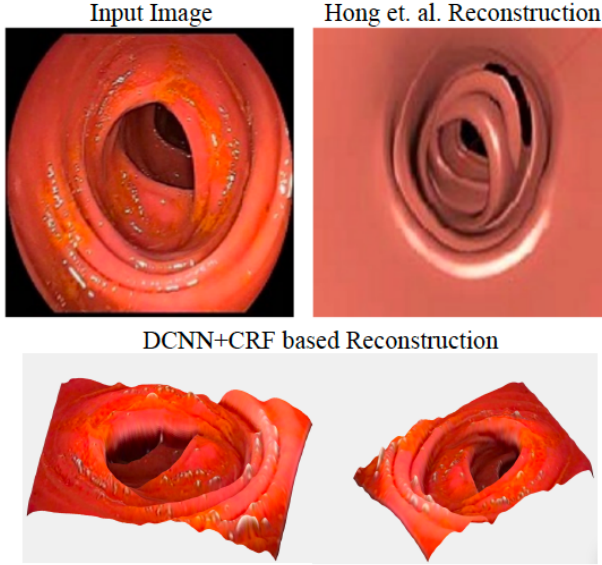 Input Image
Hong et. al. Reconstruction
DCNN+CRF based Reconstruction